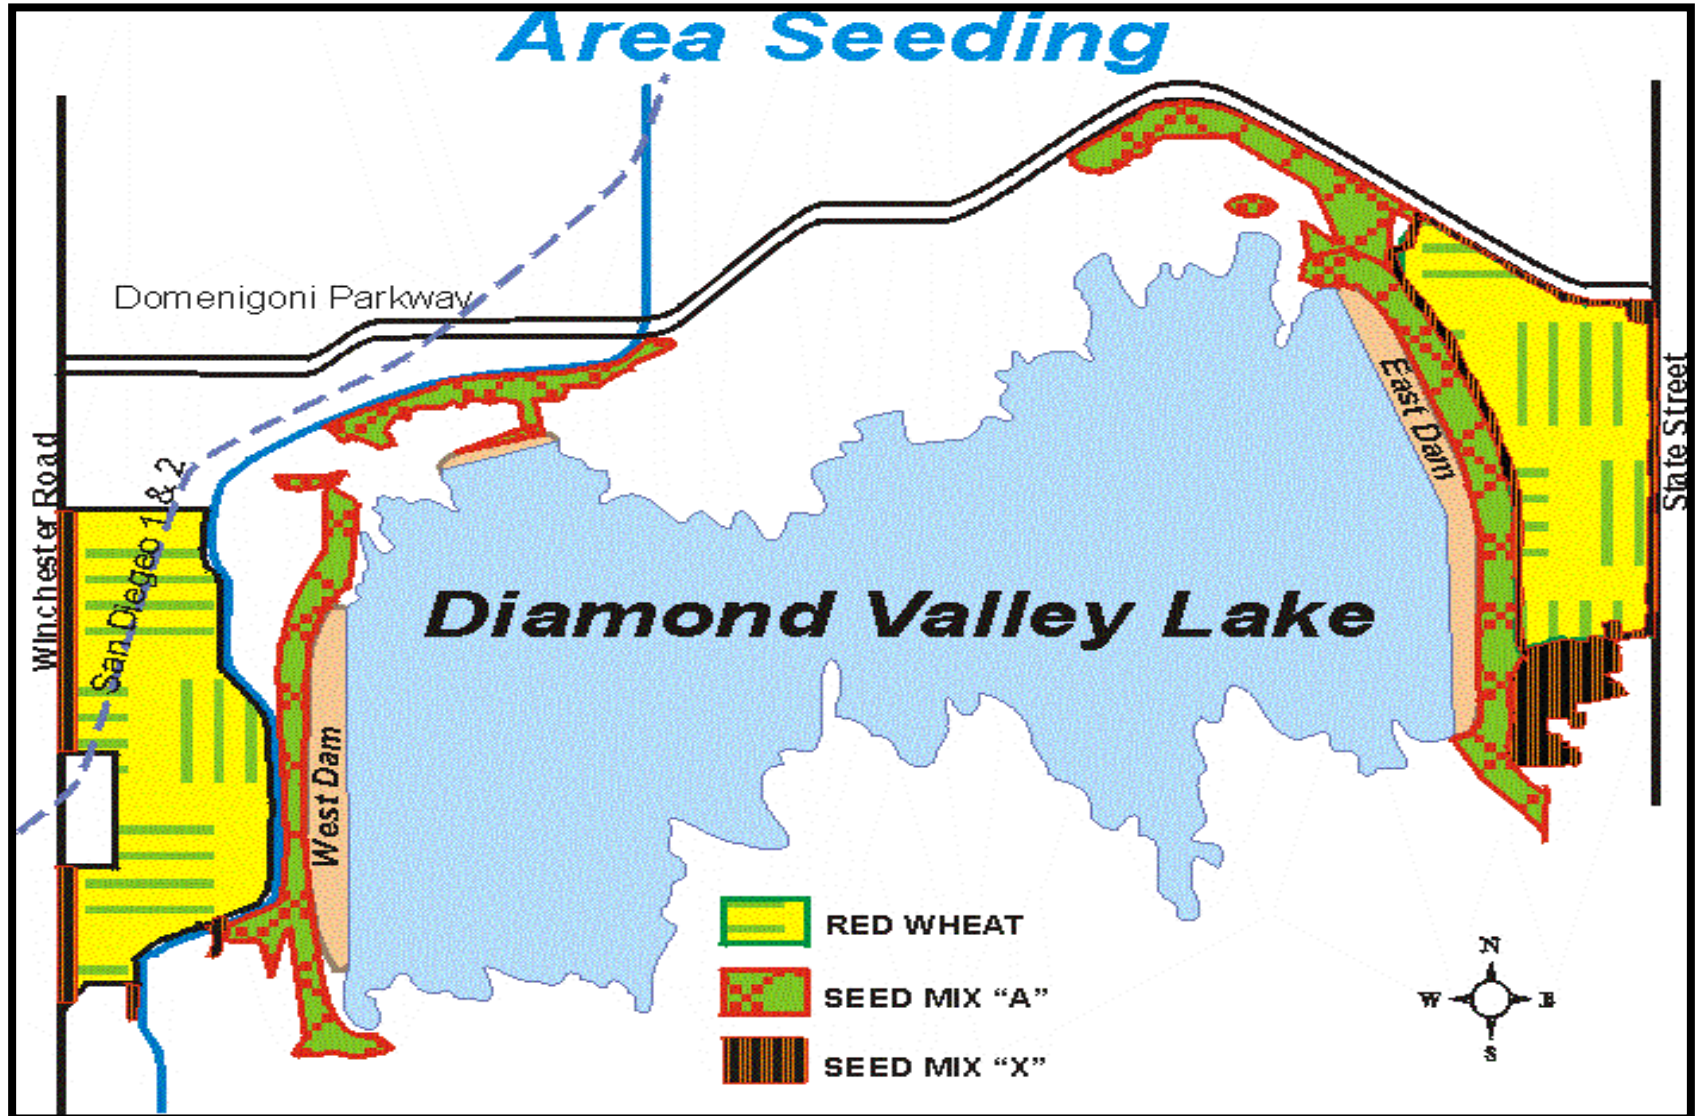 Area Seeding
Domenigoni Parkway
Winchester Road
San Diegeo 1 & 2
East Dam
State Street
Diamond Valley Lake
West Dam
RED WHEAT
SEED MIX “A”
SEED MIX “X”
N
W E
S